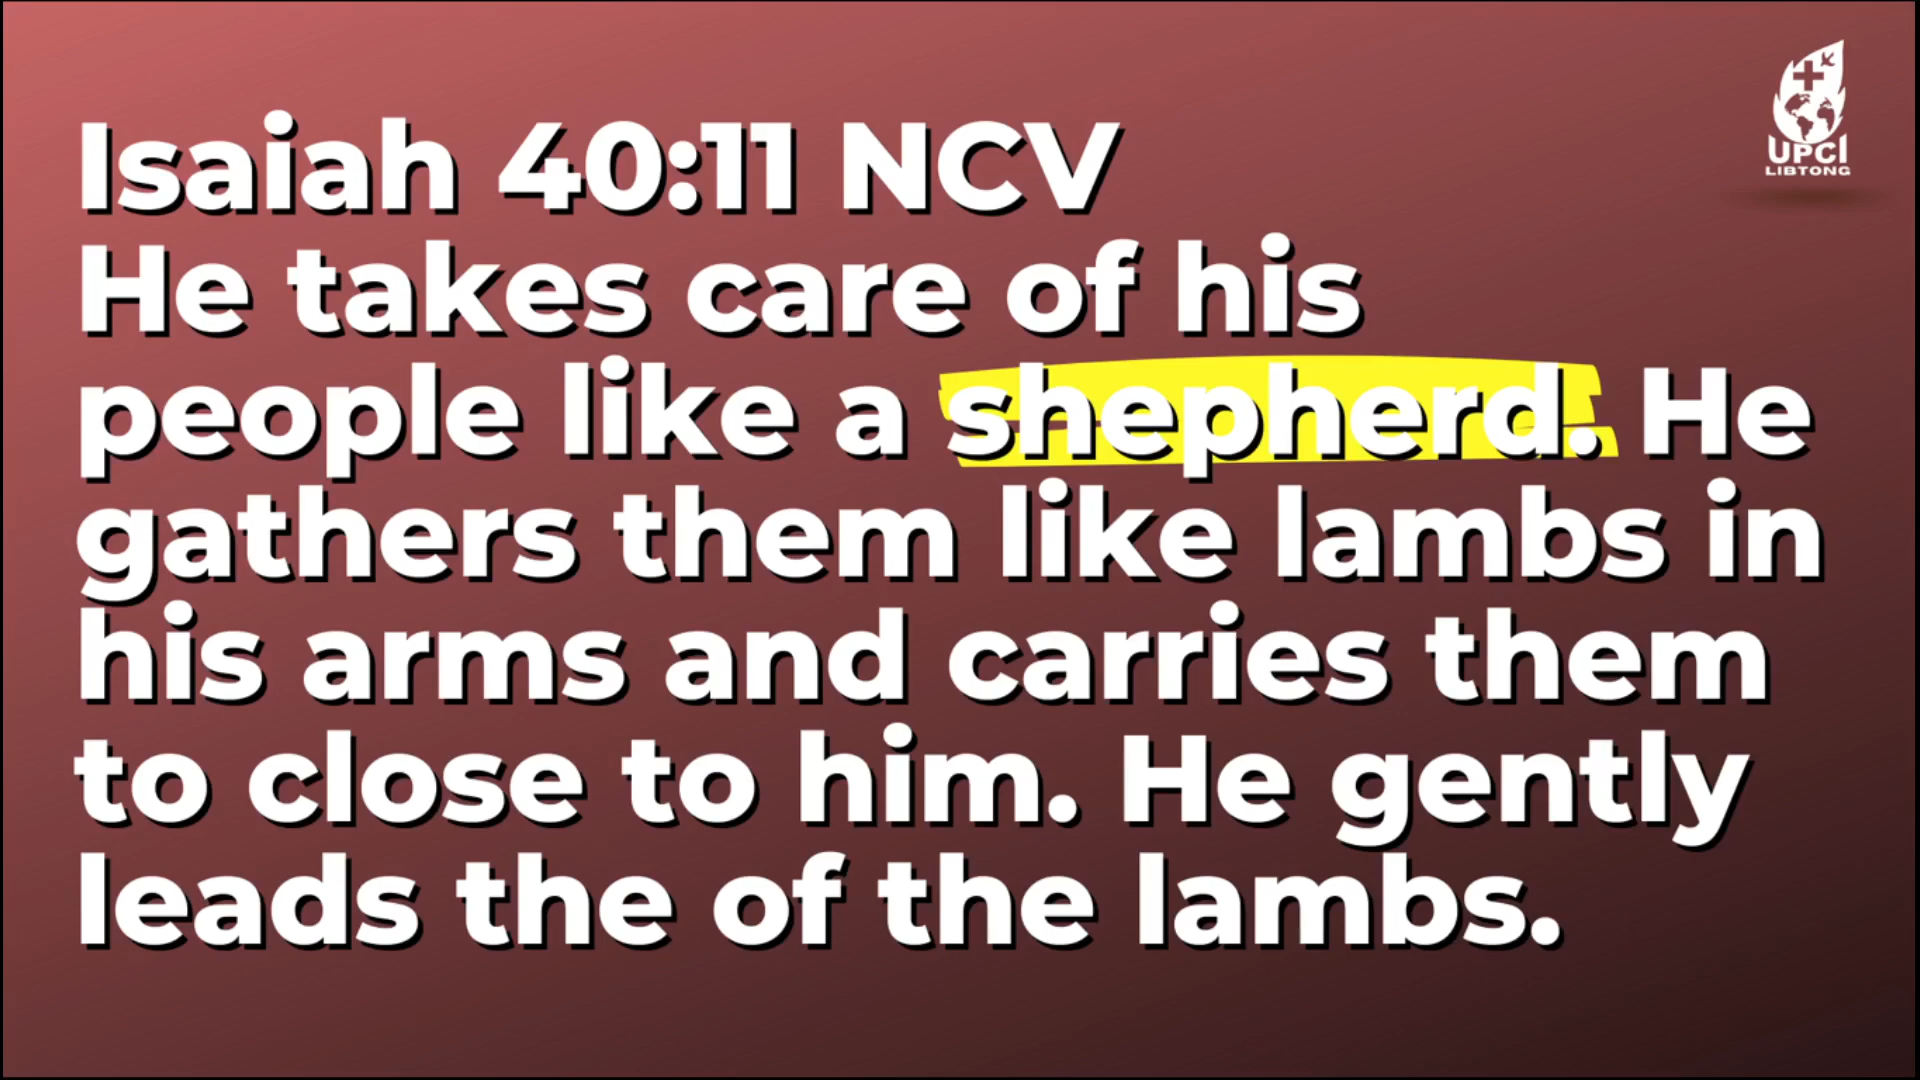 Isaiah 40:11 NCV
He takes care of his
people like a shepherd. He
gathers them like lambs in
his arms and carries them
to close to him. He gently
leads the of the lambs.
UPCI
LIBTONG